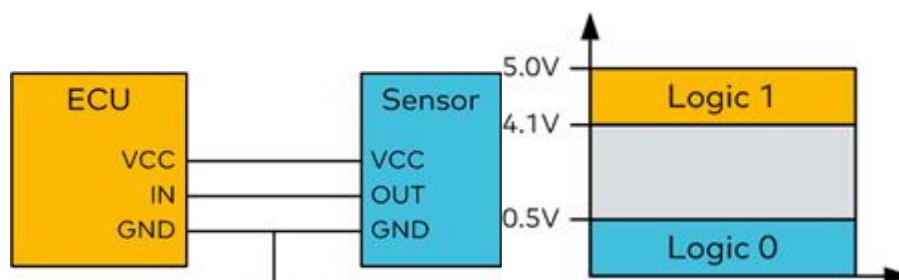 ECU
VCC
IN
GND
Sensor
VCC
OUT
GND
5.0V
4.1V
0.5V
Logic 1
Logic 0